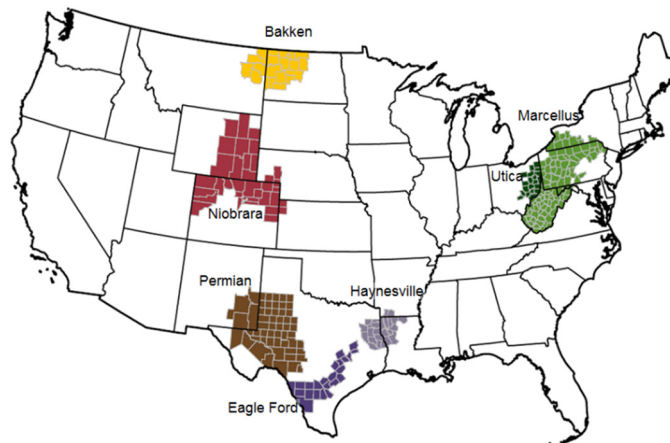 Bakken
Marcellus
Utica
Niobrara
Permian
Haynesville
Eagle Ford